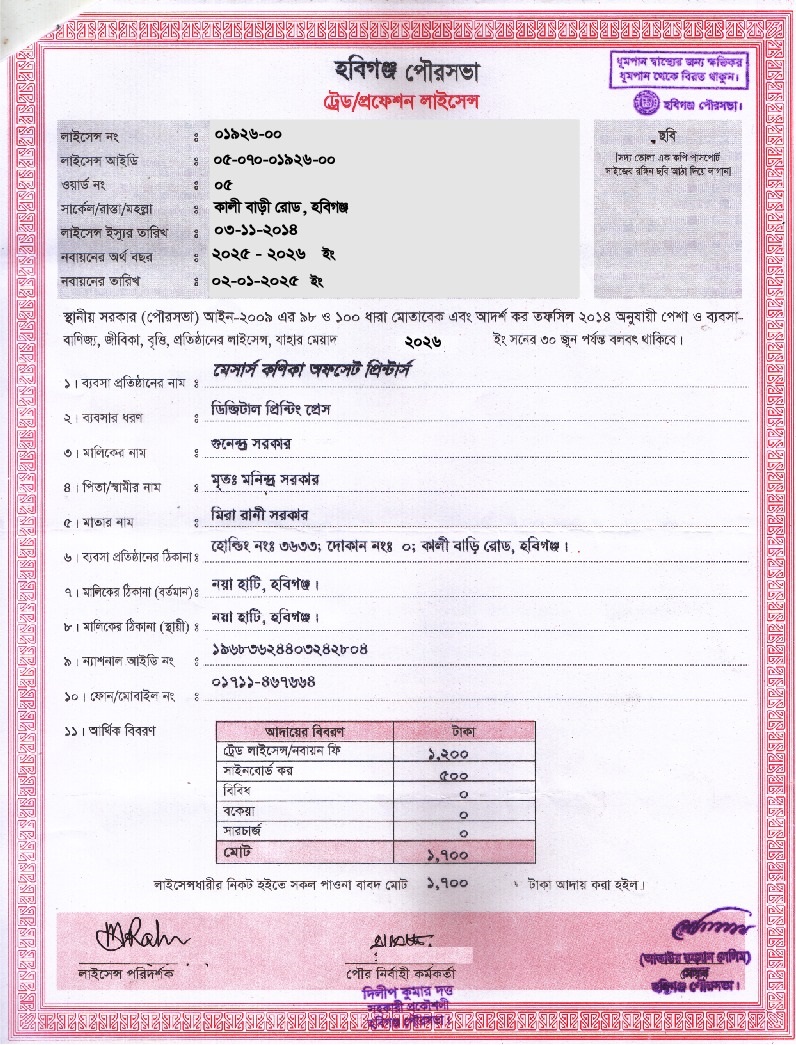 হবিগঞ্জ পৌরসভা
ট্রেড/প্রফেশন লাইসেন্স
ধূমপান স্বাস্থ্যের জন্য ক্ষতিকর
ধূমপান থেকে বিরত থাকুন।
হবিগঞ্জ পৌরসভা।
লাইসেন্স নং : ০১৯২৬-০০
লাইসেন্স আইডি : ০৫-০৭০-০১৯২৬-০০
ওয়ার্ড নং : ০৫
সার্কেল/রাস্তা/মহল্লা : কালী বাড়ী রোড, হবিগঞ্জ
লাইসেন্স ইস্যুর তারিখ : ০৩-১১-২০১৪
নবায়নের অর্থ বছর : ২০২৫ - ২০২৬ ইং
নবায়নের তারিখ : ০২-০১-২০২৫ ইং
ছবি
[সদ্য তোলা এক কপি পাসপোর্ট
সাইজের রঙ্গিন ছবি আঠা দিয়ে লাগান]
স্থানীয় সরকার (পৌরসভা) আইন-২০০৯ এর ৯৮ ও ১০০ ধারা মোতাবেক এবং আদর্শ কর তফসিল ২০১৪ অনুযায়ী পেশা ও ব্যবসা-
বাণিজ্য, জীবিকা, বৃত্তি, প্রতিষ্ঠানের লাইসেন্স, যাহার মেয়াদ ২০২৬ ইং সনের ৩০ জুন পর্যন্ত বলবৎ থাকিবে।
১। ব্যবসা প্রতিষ্ঠানের নাম : মেসার্স কণিকা অফসেট প্রিন্টার্স
২। ব্যবসার ধরণ : ডিজিটাল প্রিন্টিং প্রেস
৩। মালিকের নাম : গুনেন্দ্র সরকার
৪। পিতা/স্বামীর নাম : মৃতঃ মনিন্দ্র সরকার
৫। মাতার নাম : মিরা রানী সরকার
৬। ব্যবসা প্রতিষ্ঠানের ঠিকানা : হোল্ডিং নংঃ ৩৬৩৩; দোকান নংঃ ০; কালী বাড়ি রোড, হবিগঞ্জ।
৭। মালিকের ঠিকানা (বর্তমান) : নয়া হাটি, হবিগঞ্জ।
৮। মালিকের ঠিকানা (স্থায়ী) : নয়া হাটি, হবিগঞ্জ।
৯। ন্যাশনাল আইডি নং : ১৯৬৮৩৬২৪৪০৩২৪২৮০৪
১০। ফোন/মোবাইল নং : ০১৭১১-৪৬৭৬৬৪
১১। আর্থিক বিবরণ
আদায়ের বিবরণ টাকা
ট্রেড লাইসেন্স/নবায়ন ফি ১,২০০
সাইনবোর্ড কর ৫০০
বিবিধ ০
বকেয়া ০
সারচার্জ ০
মোট ১,৭০০
লাইসেন্সধারীর নিকট হইতে সকল পাওনা বাবদ মোট ১,৭০০ টাকা আদায় করা হইল।
লাইসেন্স পরিদর্শক
পৌর নির্বাহী কর্মকর্তা
দিলীপ কুমার দত্ত
সহকারী প্রকৌশলী
হবিগঞ্জ পৌরসভা।
মেয়র
হবিগঞ্জ পৌরসভা।